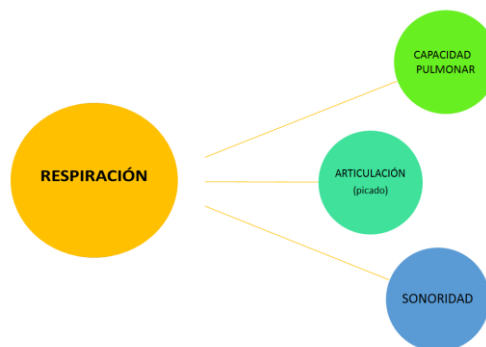 CAPACIDAD
PULMONAR
RESPIRACIÓN
ARTICULACIÓN
(picado)
SONORIDAD